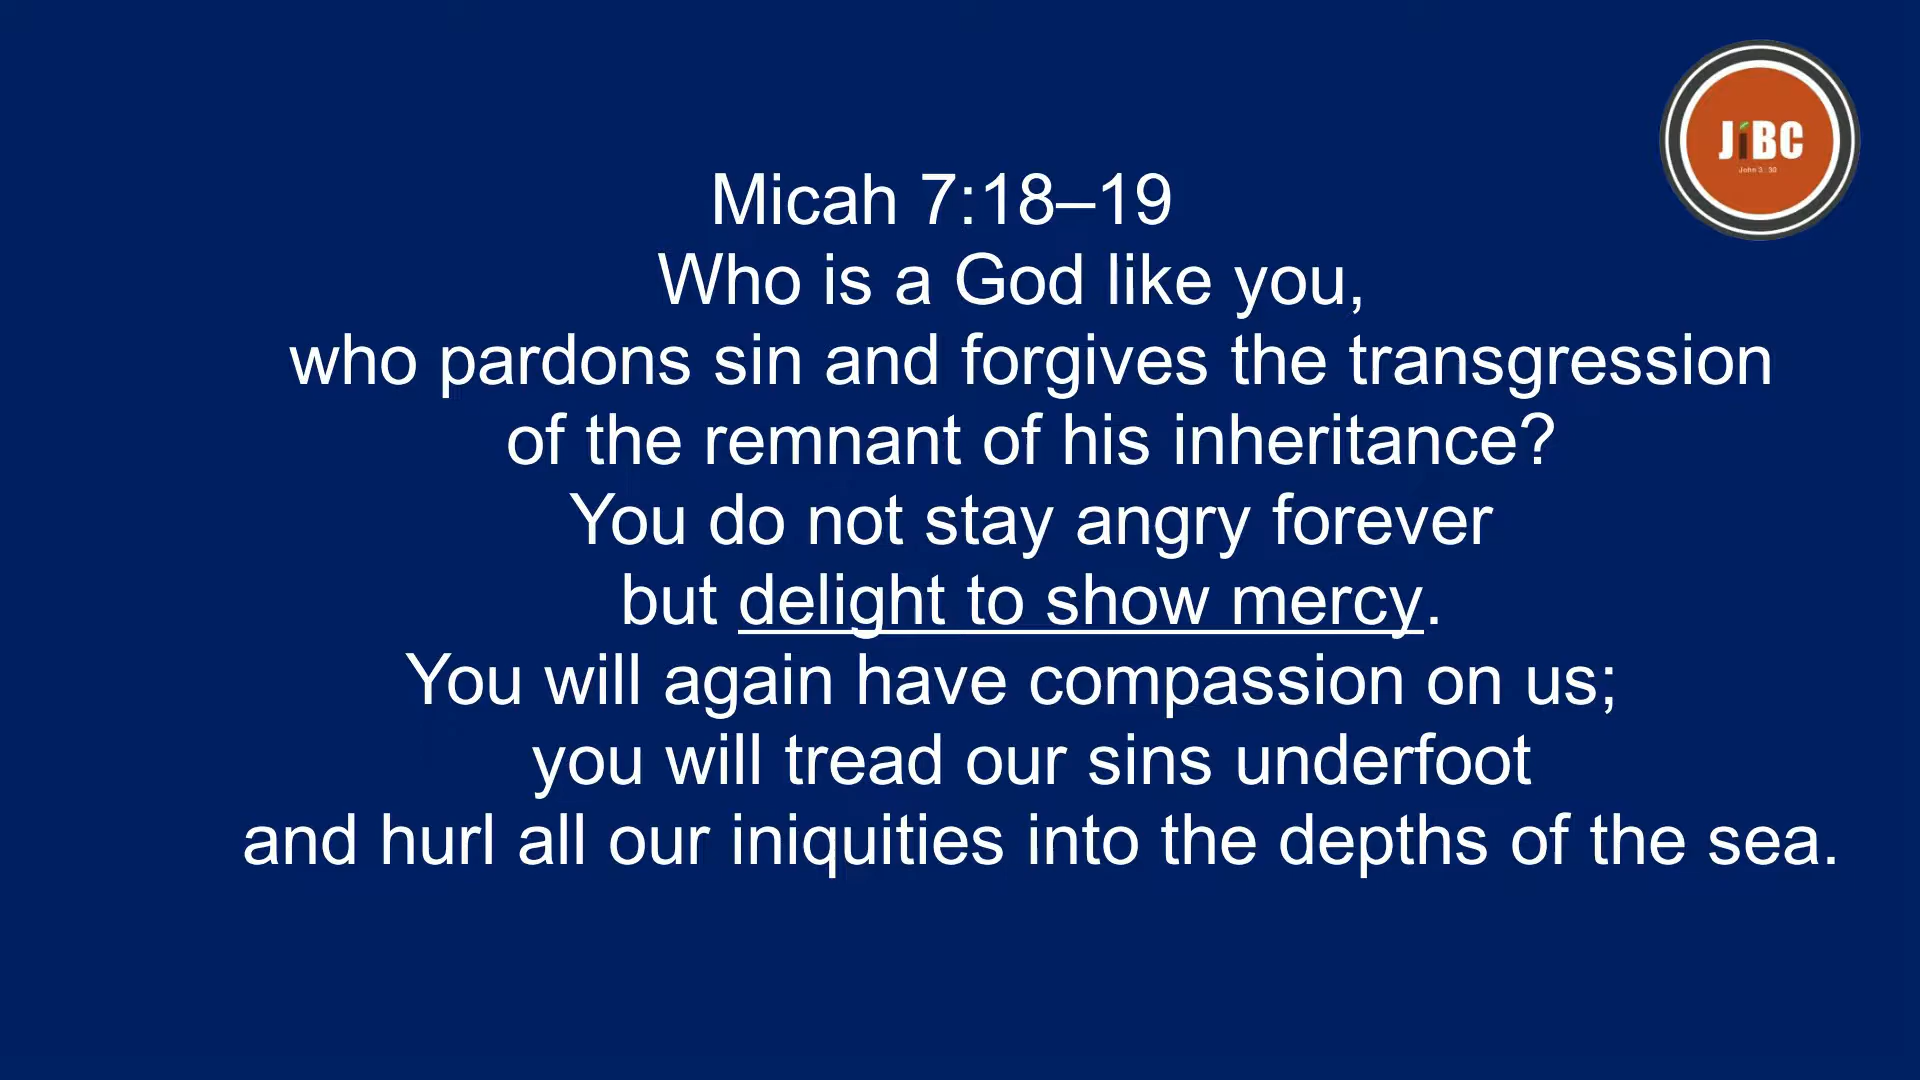 JiBC
John 3:30
Micah 7:18–19
Who is a God like you,
who pardons sin and forgives the transgression
of the remnant of his inheritance?
You do not stay angry forever
but delight to show mercy.
You will again have compassion on us;
you will tread our sins underfoot
and hurl all our iniquities into the depths of the sea.